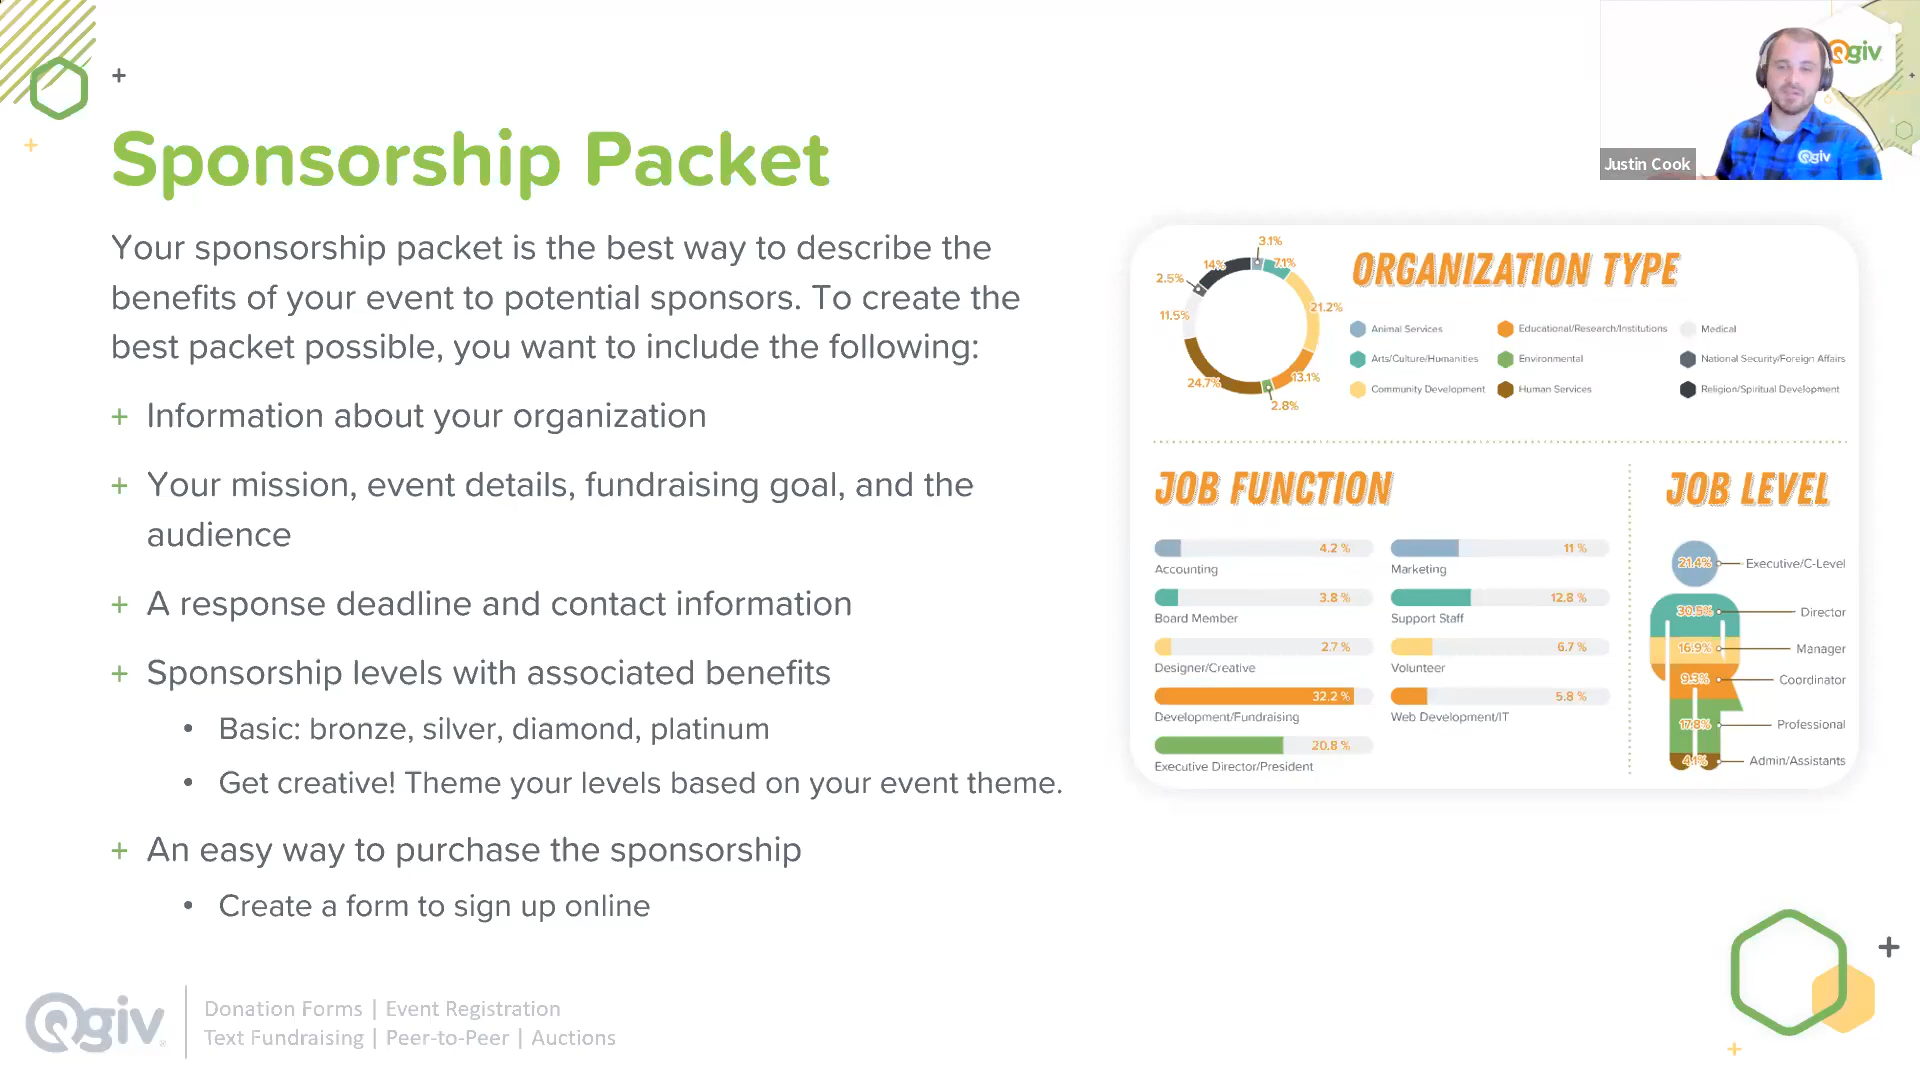 Qgiv
Justin Cook
Qgiv
Sponsorship Packet
Your sponsorship packet is the best way to describe the
benefits of your event to potential sponsors. To create the
best packet possible, you want to include the following:
+ Information about your organization
+ Your mission, event details, fundraising goal, and the
audience
+ A response deadline and contact information
+ Sponsorship levels with associated benefits
• Basic: bronze, silver, diamond, platinum
• Get creative! Theme your levels based on your event theme.
+ An easy way to purchase the sponsorship
• Create a form to sign up online
ORGANIZATION TYPE
3.1%
7.1%
21.2%
13.1%
2.8%
24.7%
11.5%
2.5%
14%
Animal Services
Educational/Research/Institutions
Medical
Arts/Culture/Humanities
Environmental
National Security/Foreign Affairs
Community Development
Human Services
Religion/Spiritual Development
JOB FUNCTION
4.2 %
Accounting
3.8 %
Board Member
2.7 %
Designer/Creative
32.2 %
Development/Fundraising
20.8 %
Executive Director/President
11 %
Marketing
12.8 %
Support Staff
6.7 %
Volunteer
5.8 %
Web Development/IT
JOB LEVEL
21.4% Executive/C-Level
30.5% Director
16.9% Manager
9.3% Coordinator
17.8% Professional
4.1% Admin/Assistants
Qgiv
Donation Forms | Event Registration
Text Fundraising | Peer-to-Peer | Auctions